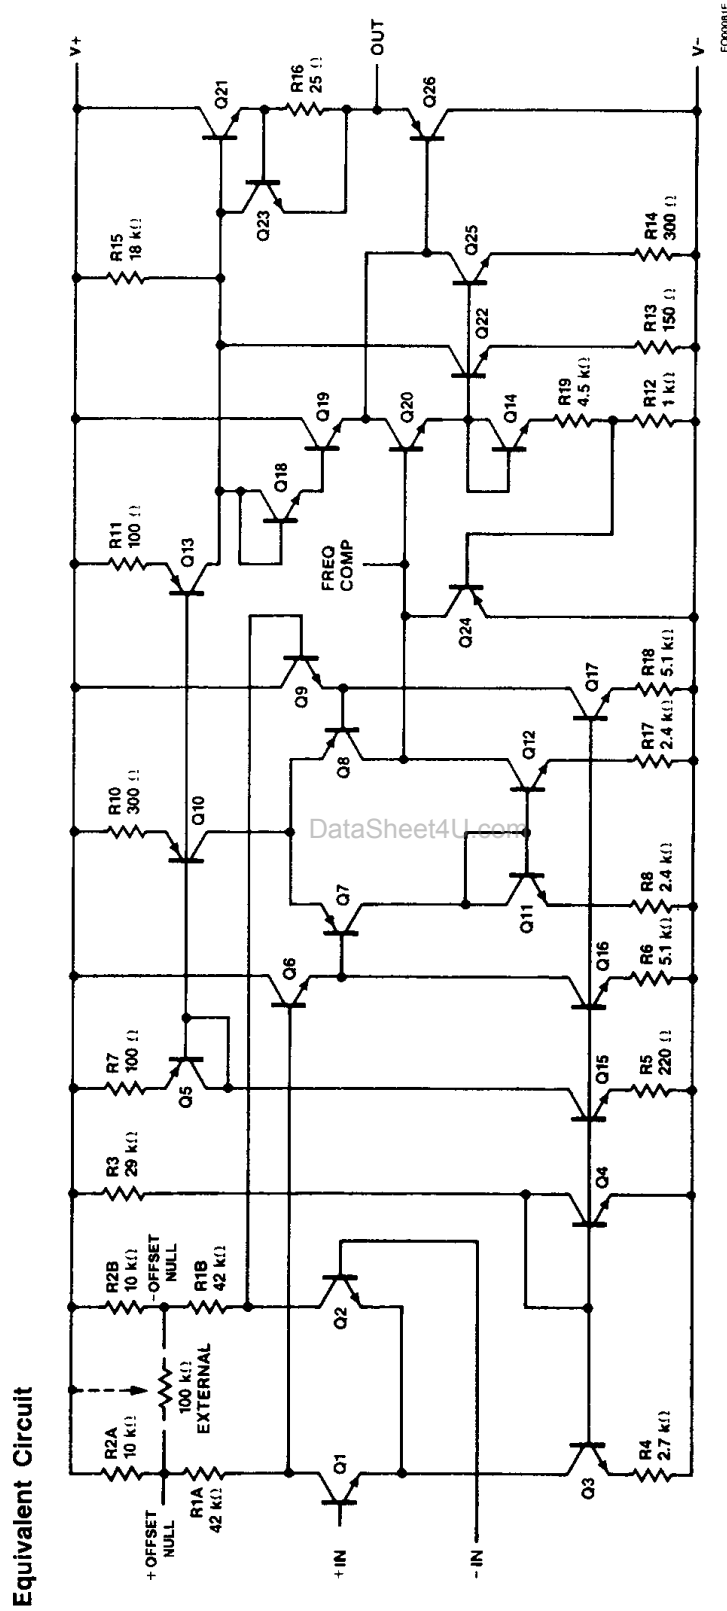 Equivalent Circuit
V+
R2A
10 kΩ
R2B
10 kΩ
R3
29 kΩ
R7
100 Ω
R10
300 Ω
R11
100 Ω
R15
18 kΩ
Q21
R16
25 Ω
OUT
+OFFSET
NULL
-OFFSET
NULL
100 kΩ
EXTERNAL
R1A
42 kΩ
R1B
42 kΩ
Q5
Q10
Q13
Q23
Q26
Q6
Q9
Q18
Q19
+IN
Q1
Q2
Q7
Q8
FREQ
COMP
Q20
Q22
Q25
DataSheet4U.com
Q24
Q14
-IN
Q11
Q12
R19
4.5 kΩ
Q3
Q4
Q15
Q16
Q17
R4
2.7 kΩ
R5
220 Ω
R6
5.1 kΩ
R8
2.4 kΩ
R17
2.4 kΩ
R18
5.1 kΩ
R12
1 kΩ
R13
150 Ω
R14
300 Ω
V-